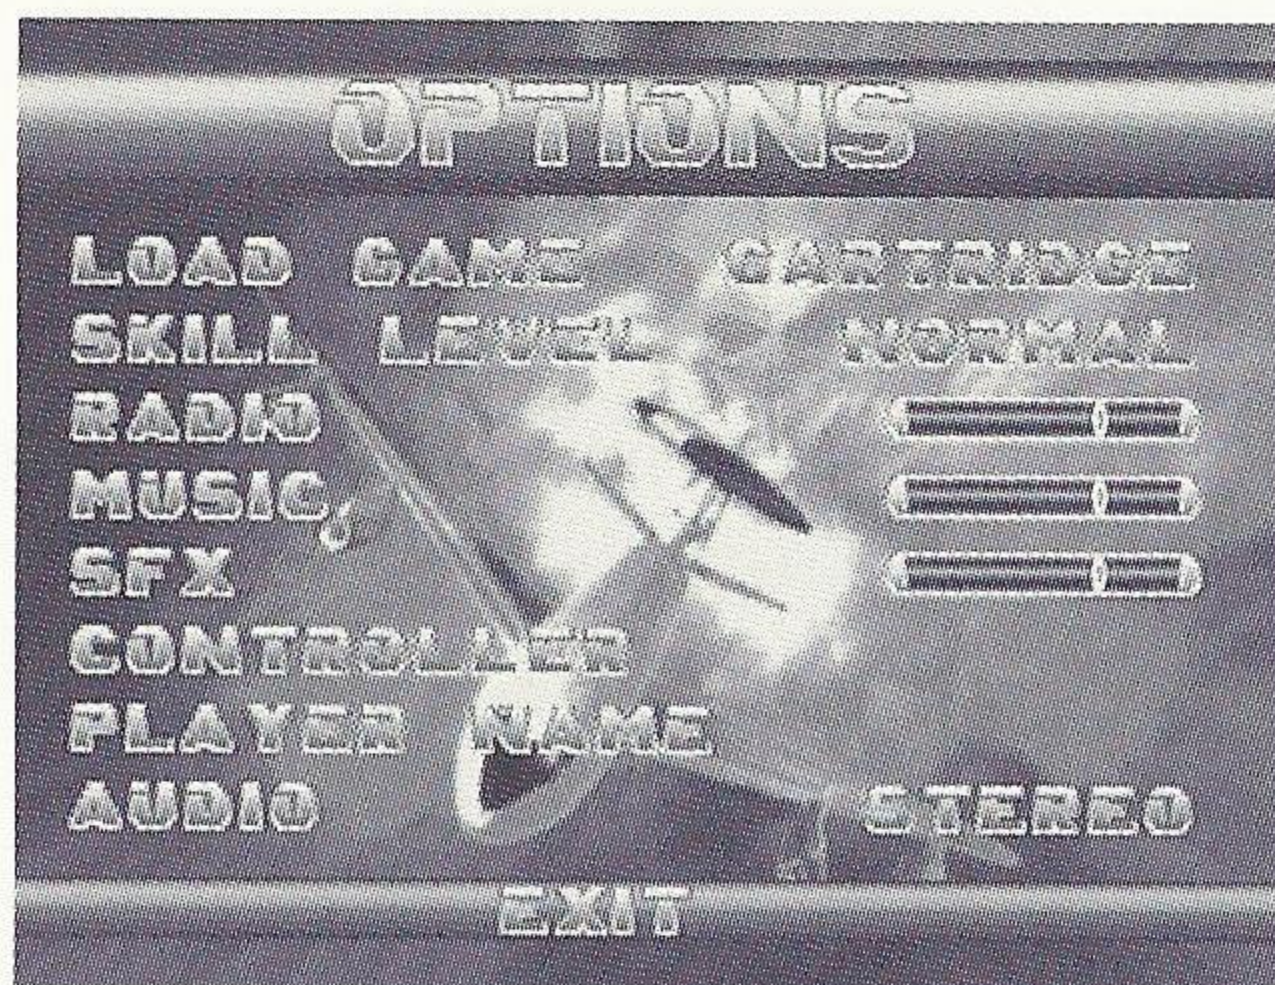 OPTIONS
LOAD GAME CARTRIDGE
SKILL LEVEL NORMAL
RADIO
MUSIC
SFX
CONTROLLER
PLAYER NAME
AUDIO STEREO
EXIT